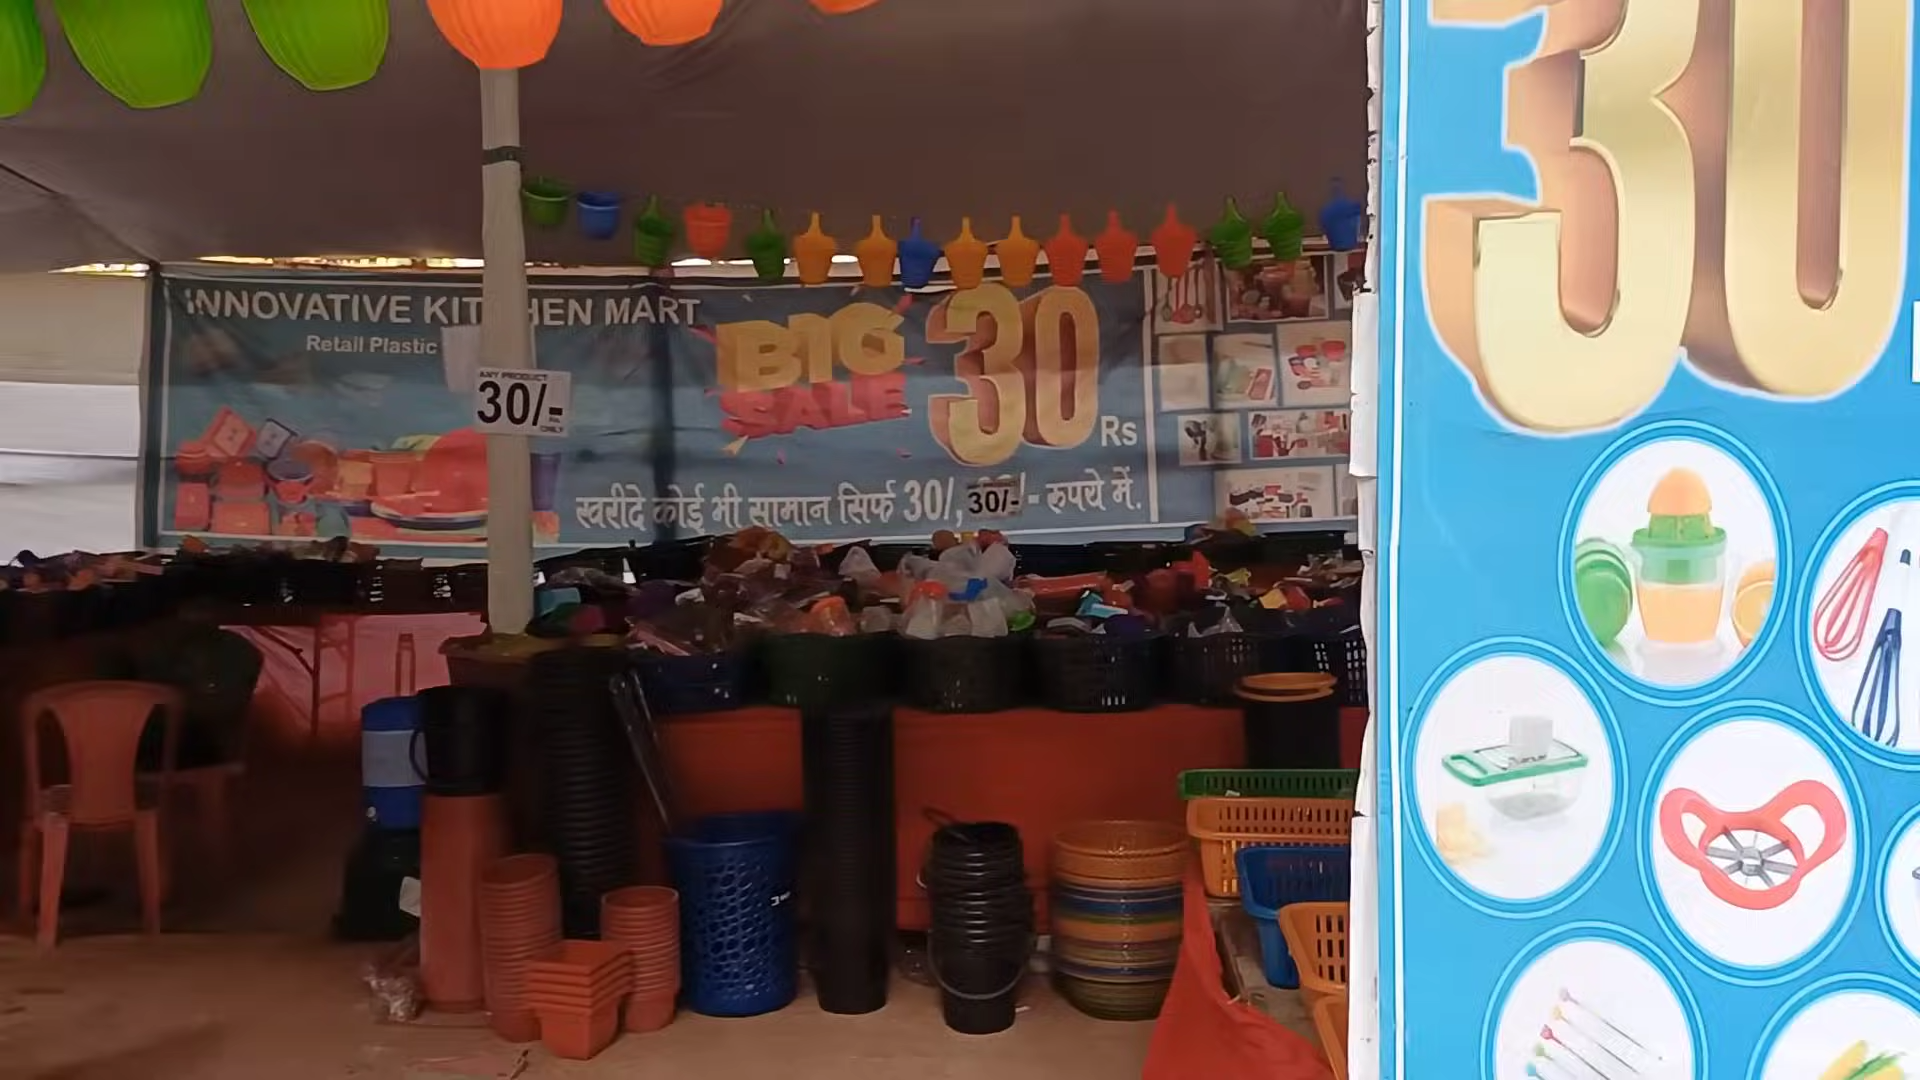 30
INNOVATIVE KITCHEN MART
Retail Plastic
BIG
SALE
30
Rs
ANY PRODUCT
30/-
ONLY
खरीदे कोई भी सामान सिर्फ 30/, /- रुपये में.
30/-